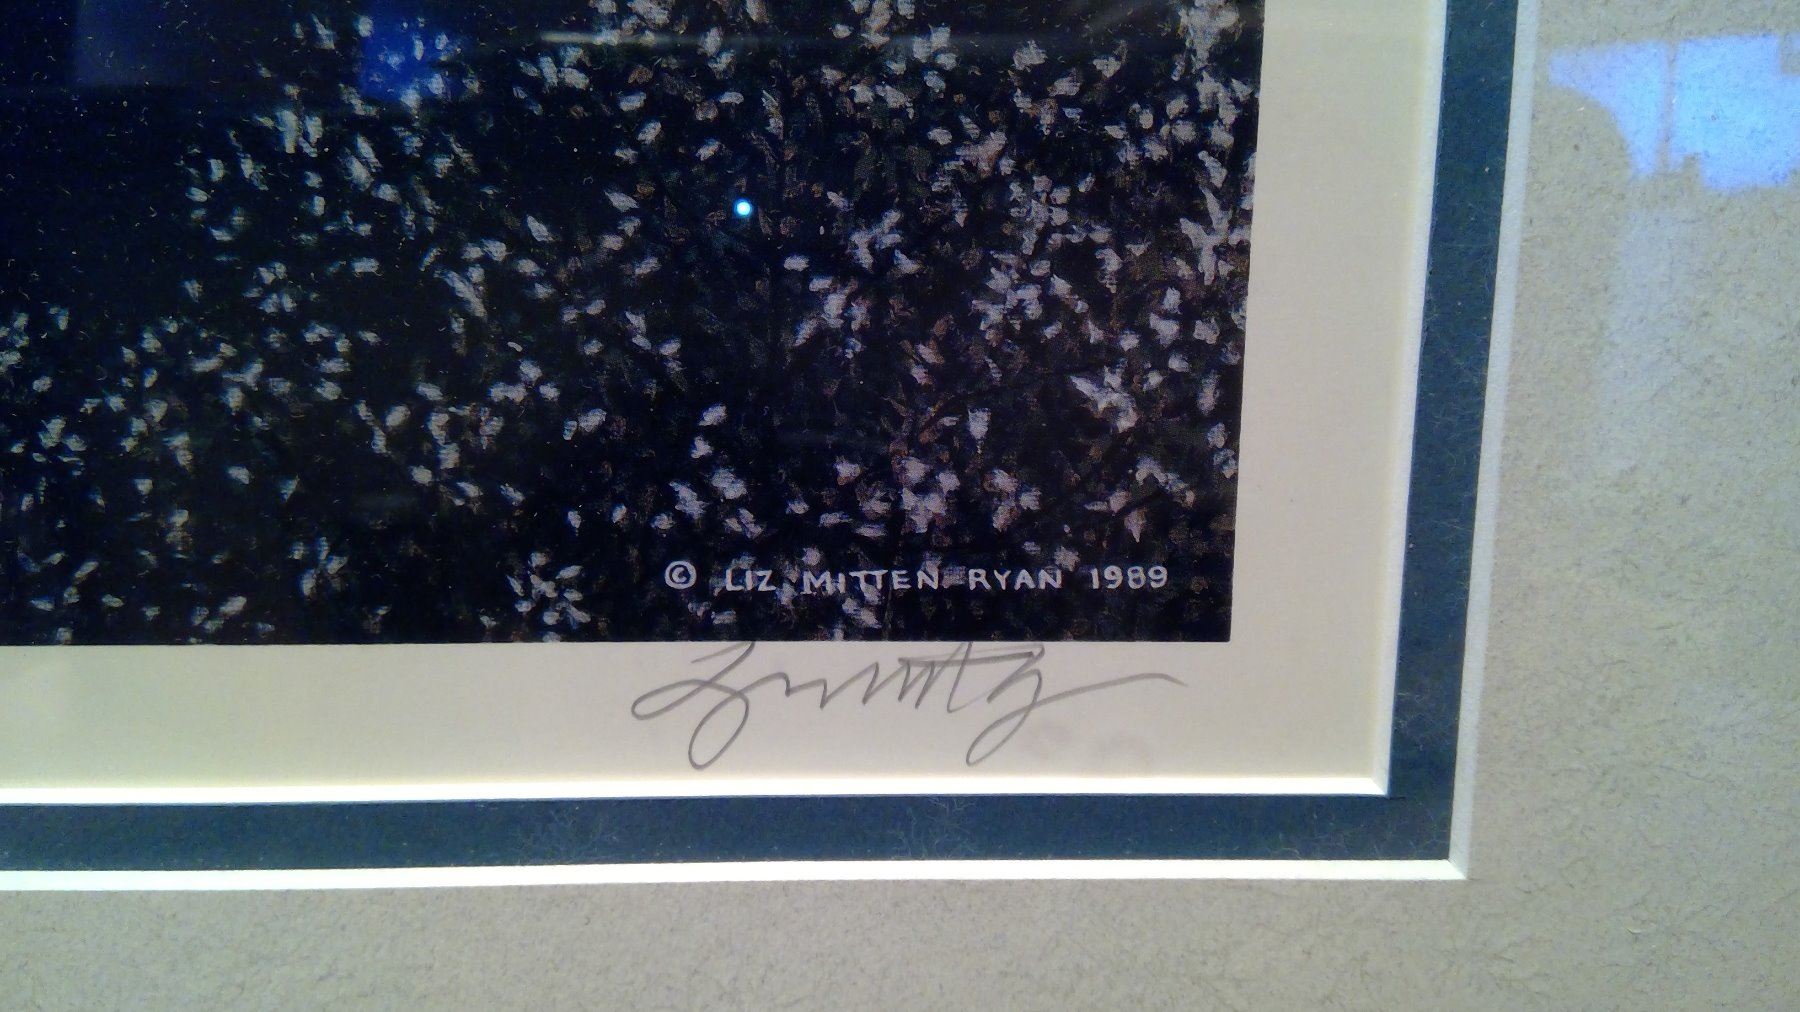 © LIZ MITTEN RYAN 1989